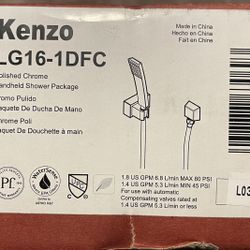 Made in China
Hecho en China
Fait en China
Kenzo
LG16-1DFC
olished Chrome
andheld Shower Package
romo Pulido
aquete De Ducha De Mano
hrome Poli
aquet De Douchette à main
1.8 US GPM 6.8 L/min MAX 80 PSI
1.4 US GPM 5.3 L/min MIN 45 PSI
For use with automatic
Compensating valves rated at
1.4 GPM 5.3 L/min or less
L03